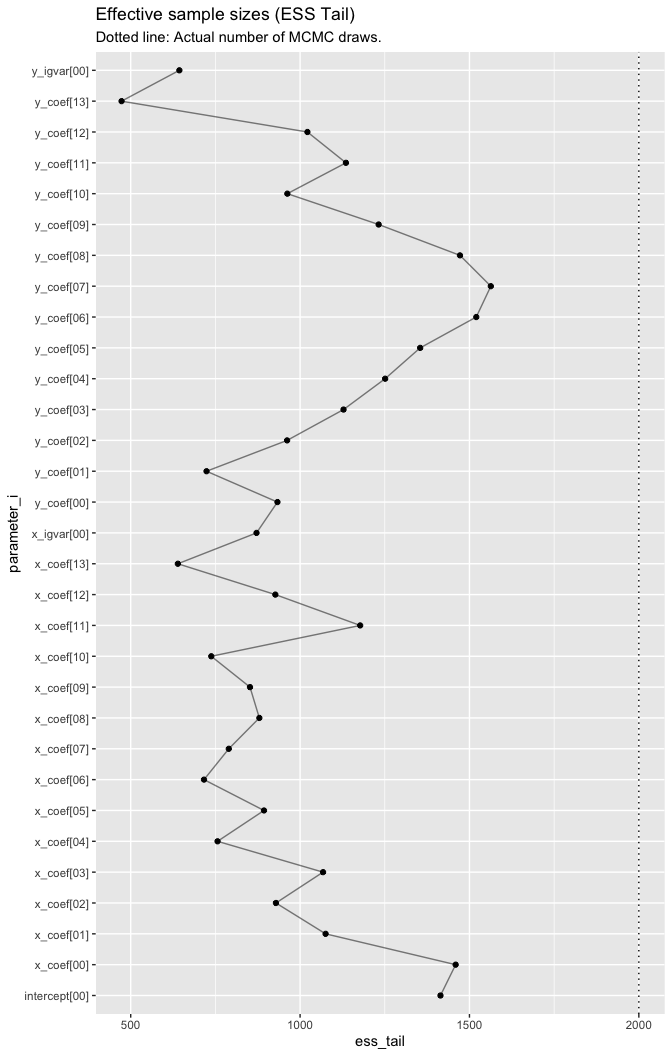 Effective sample sizes (ESS Tail)
Dotted line: Actual number of MCMC draws.
y_igvar[00]
y_coef[13]
y_coef[12]
y_coef[11]
y_coef[10]
y_coef[09]
y_coef[08]
y_coef[07]
y_coef[06]
y_coef[05]
y_coef[04]
y_coef[03]
y_coef[02]
y_coef[01]
y_coef[00]
x_igvar[00]
x_coef[13]
x_coef[12]
x_coef[11]
x_coef[10]
x_coef[09]
x_coef[08]
x_coef[07]
x_coef[06]
x_coef[05]
x_coef[04]
x_coef[03]
x_coef[02]
x_coef[01]
x_coef[00]
intercept[00]
parameter_i
500 1000 1500 2000
ess_tail